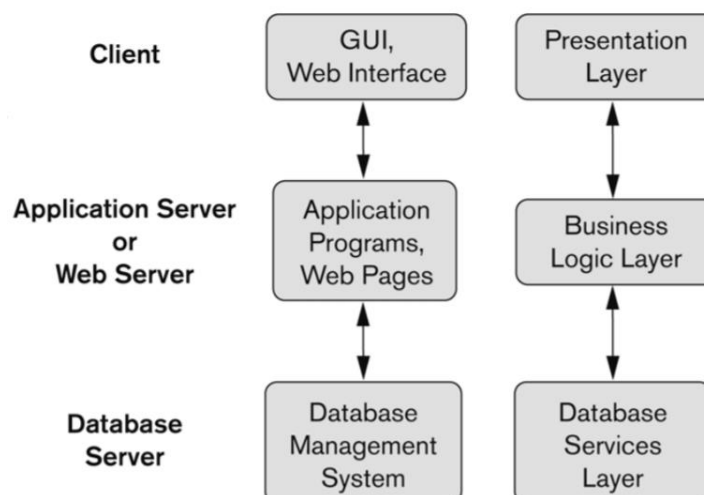 Client
GUI,
Web Interface
Presentation
Layer
Application Server
or
Web Server
Application
Programs,
Web Pages
Business
Logic Layer
Database
Server
Database
Management
System
Database
Services
Layer